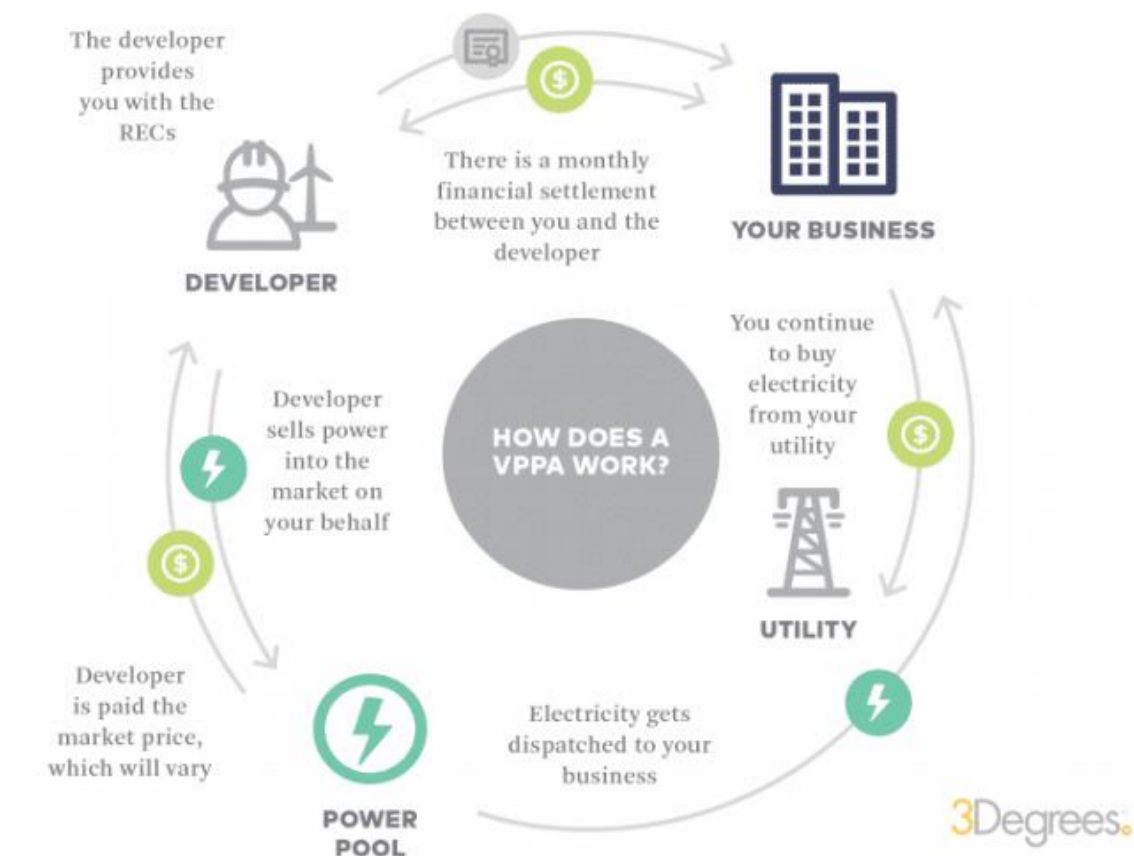 The developer
provides
you with the
RECs
DEVELOPER
$
There is a monthly
financial settlement
between you and the
developer
YOUR BUSINESS
You continue
to buy
electricity
from your
utility
$
UTILITY
HOW DOES A
VPPA WORK?
Developer
sells power
into the
market on
your behalf
$
Developer
is paid the
market price,
which will vary
POWER
POOL
Electricity gets
dispatched to your
business
3Degrees